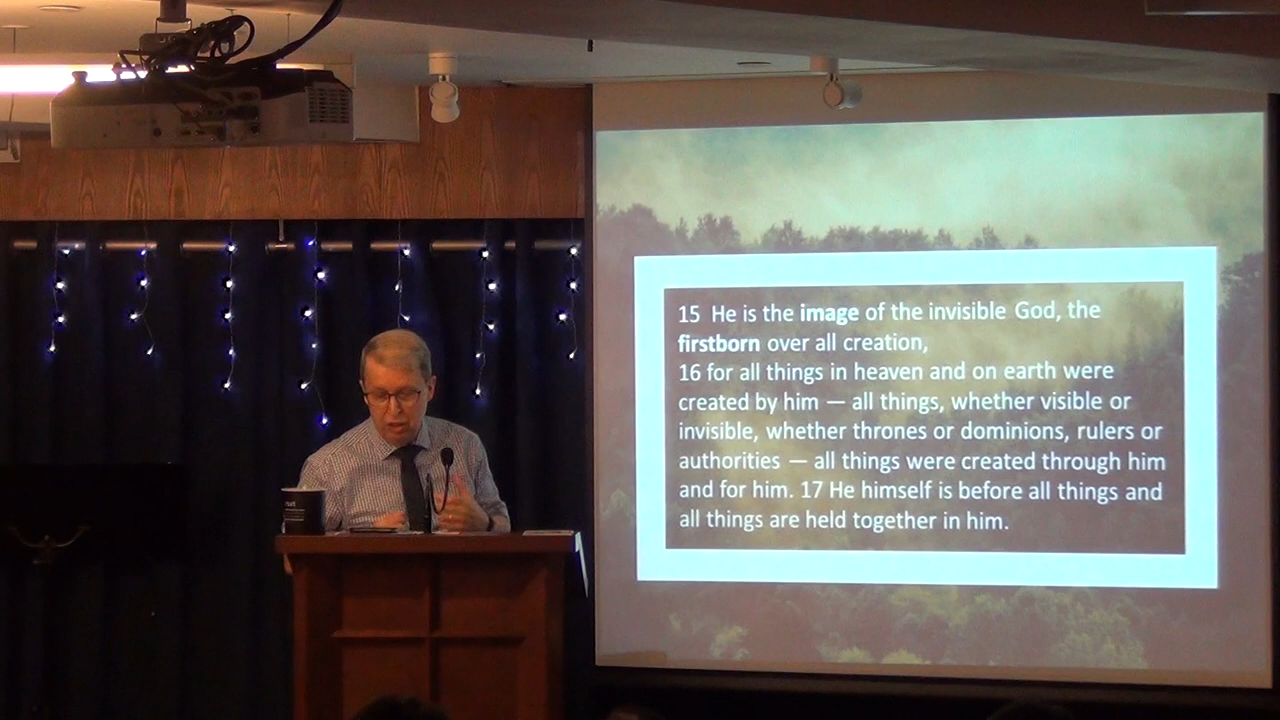 15 He is the image of the invisible God, the
firstborn over all creation,
16 for all things in heaven and on earth were
created by him — all things, whether visible or
invisible, whether thrones or dominions, rulers or
authorities — all things were created through him
and for him. 17 He himself is before all things and
all things are held together in him.